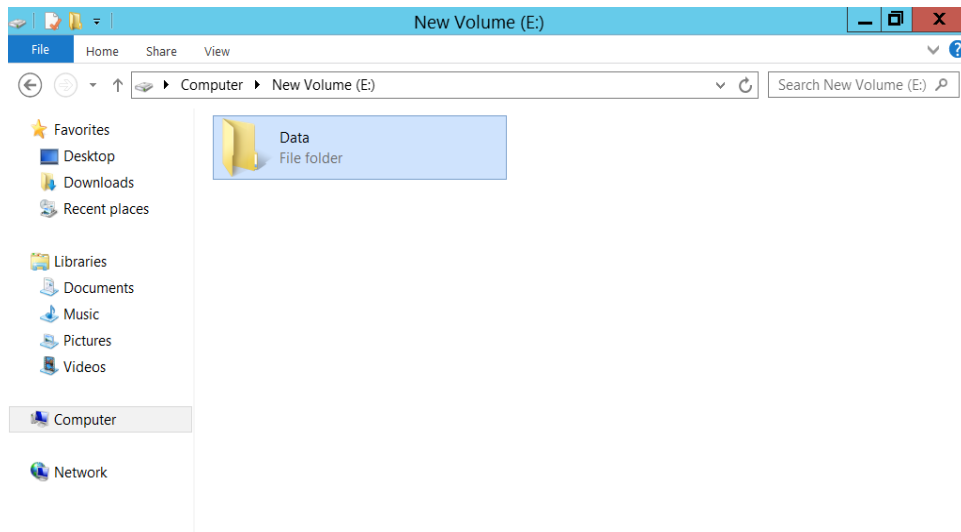 New Volume (E:)
File Home Share View
Computer New Volume (E:) Search New Volume (E:)
Favorites
Desktop
Downloads
Recent places
Libraries
Documents
Music
Pictures
Videos
Computer
Network
Data
File folder